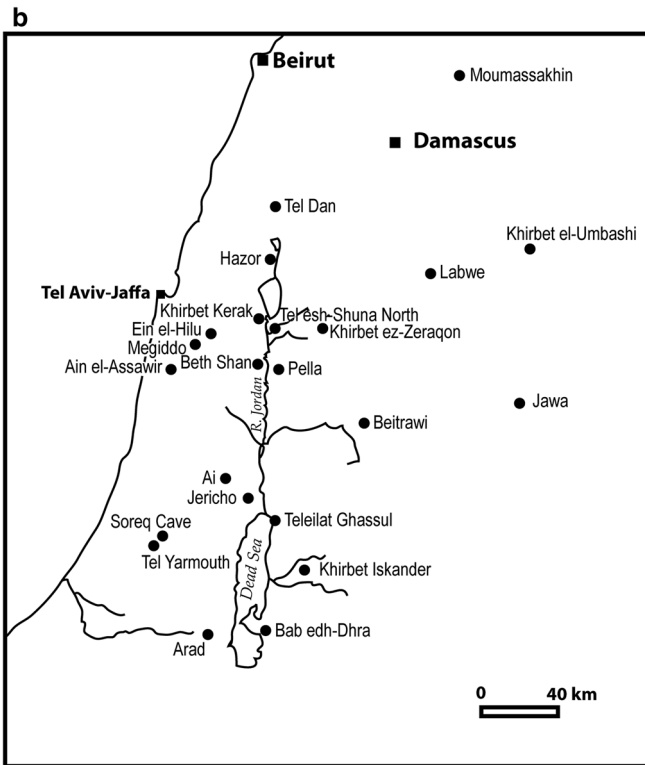 b
Beirut
Moumassakhin
Damascus
Tel Dan
Khirbet el-Umbashi
Hazor
Labwe
Tel Aviv-Jaffa
Khirbet Kerak
Tel esh-Shuna North
Ein el-Hilu
Khirbet ez-Zeraqon
Megiddo
Beth Shan
Ain el-Assawir
Pella
R. Jordan
Jawa
Beitrawi
Ai
Jericho
Soreq Cave
Teleilat Ghassul
Tel Yarmouth
Dead Sea
Khirbet Iskander
Bab edh-Dhra
Arad
0 40 km